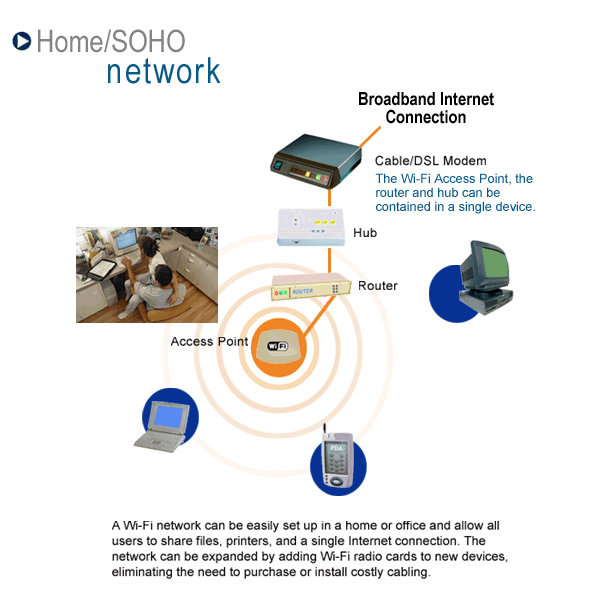 Home/SOHO
network
Broadband Internet
Connection
Cable/DSL Modem
The Wi-Fi Access Point, the
router and hub can be
contained in a single device.
Hub
ROUTER
Router
Access Point
Wi Fi
PDA
A Wi-Fi network can be easily set up in a home or office and allow all
users to share files, printers, and a single Internet connection. The
network can be expanded by adding Wi-Fi radio cards to new devices,
eliminating the need to purchase or install costly cabling.